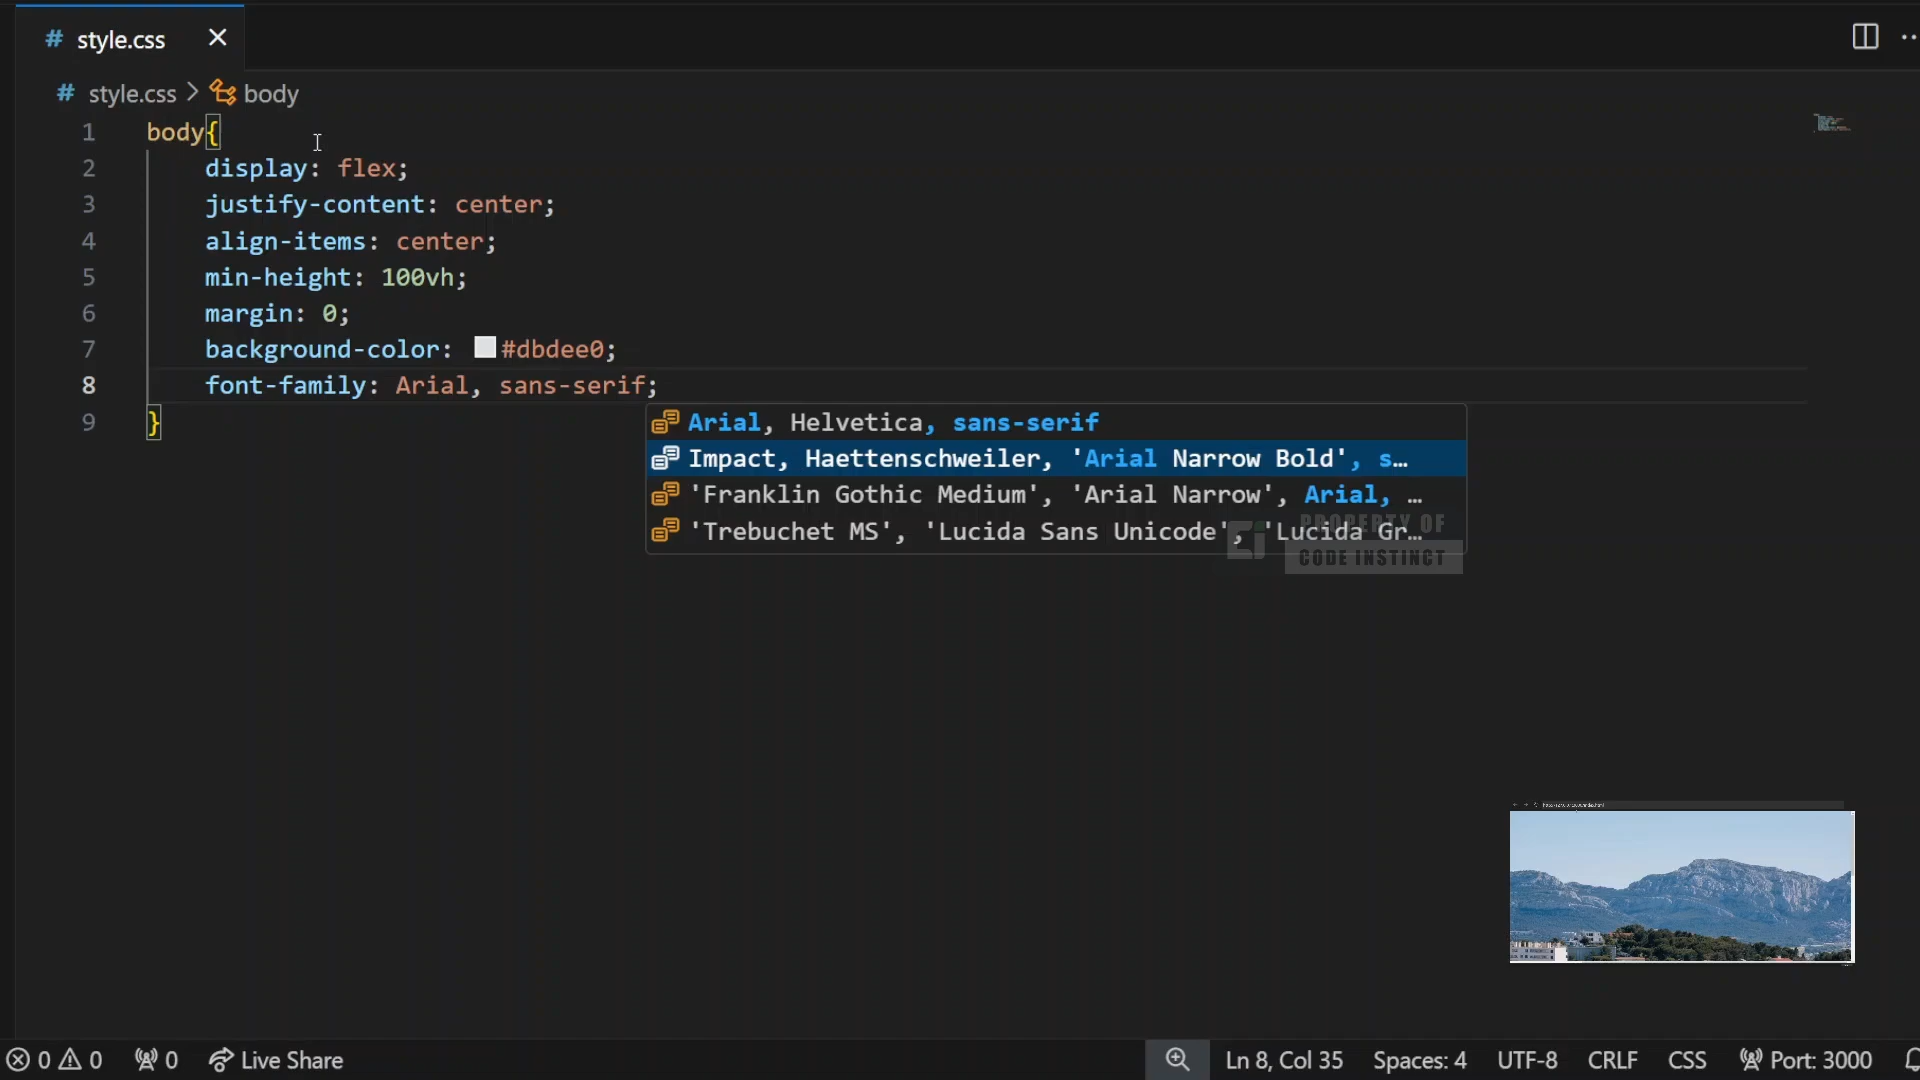 # style.css
# style.css > body
1 body{
2 display: flex;
3 justify-content: center;
4 align-items: center;
5 min-height: 100vh;
6 margin: 0;
7 background-color: #dbdee0;
8 font-family: Arial, sans-serif;
9 }
Arial, Helvetica, sans-serif
Impact, Haettenschweiler, 'Arial Narrow Bold', s…
'Franklin Gothic Medium', 'Arial Narrow', Arial, …
'Trebuchet MS', 'Lucida Sans Unicode', 'Lucida Gr…
PROPERTY OF
CODE INSTINCT
0 0 0 Live Share Ln 8, Col 35 Spaces: 4 UTF-8 CRLF CSS Port: 3000